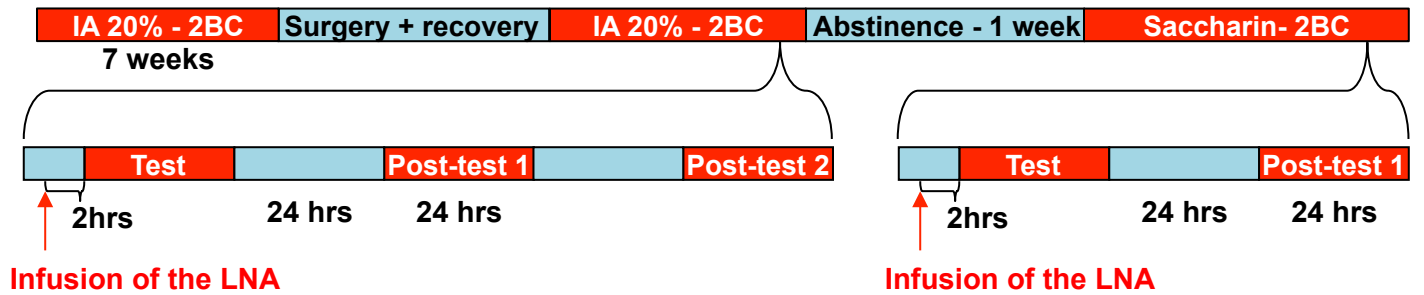 IA 20% - 2BC Surgery + recovery IA 20% - 2BC Abstinence - 1 week Saccharin- 2BC
7 weeks
Test Post-test 1 Post-test 2 Test Post-test 1
2hrs 24 hrs 24 hrs 2hrs 24 hrs 24 hrs
Infusion of the LNA Infusion of the LNA